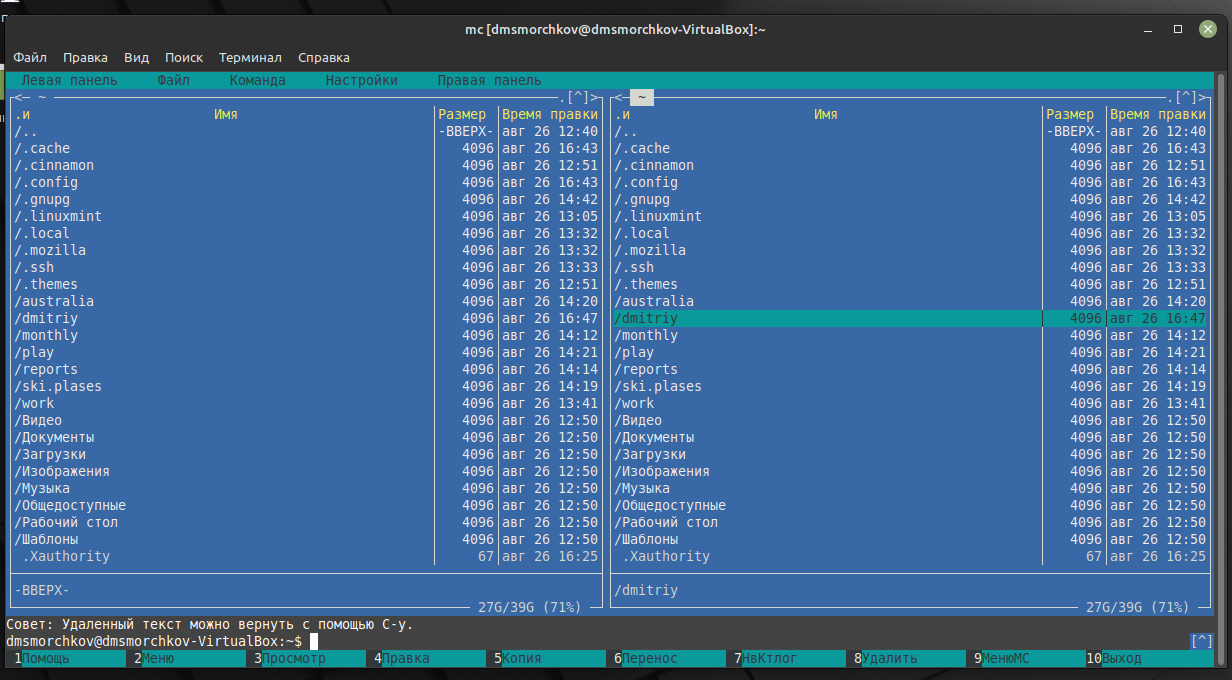 mc [dmsmorchkov@dmsmorchkov-VirtualBox]:~
Файл Правка Вид Поиск Терминал Справка
Левая панель Файл Команда Настройки Правая панель
<─ ~ .[^]> <─ ~ .[^]>
.и Имя Размер Время правки .и Имя Размер Время правки
/.. -ВВЕРХ- авг 26 12:40 /.. -ВВЕРХ- авг 26 12:40
/.cache 4096 авг 26 16:43 /.cache 4096 авг 26 16:43
/.cinnamon 4096 авг 26 12:51 /.cinnamon 4096 авг 26 12:51
/.config 4096 авг 26 16:43 /.config 4096 авг 26 16:43
/.gnupg 4096 авг 26 14:42 /.gnupg 4096 авг 26 14:42
/.linuxmint 4096 авг 26 13:05 /.linuxmint 4096 авг 26 13:05
/.local 4096 авг 26 13:32 /.local 4096 авг 26 13:32
/.mozilla 4096 авг 26 13:32 /.mozilla 4096 авг 26 13:32
/.ssh 4096 авг 26 13:33 /.ssh 4096 авг 26 13:33
/.themes 4096 авг 26 12:51 /.themes 4096 авг 26 12:51
/australia 4096 авг 26 14:20 /australia 4096 авг 26 14:20
/dmitriy 4096 авг 26 16:47 /dmitriy 4096 авг 26 16:47
/monthly 4096 авг 26 14:12 /monthly 4096 авг 26 14:12
/play 4096 авг 26 14:21 /play 4096 авг 26 14:21
/reports 4096 авг 26 14:14 /reports 4096 авг 26 14:14
/ski.plases 4096 авг 26 14:19 /ski.plases 4096 авг 26 14:19
/work 4096 авг 26 13:41 /work 4096 авг 26 13:41
/Видео 4096 авг 26 12:50 /Видео 4096 авг 26 12:50
/Документы 4096 авг 26 12:50 /Документы 4096 авг 26 12:50
/Загрузки 4096 авг 26 12:50 /Загрузки 4096 авг 26 12:50
/Изображения 4096 авг 26 12:50 /Изображения 4096 авг 26 12:50
/Музыка 4096 авг 26 12:50 /Музыка 4096 авг 26 12:50
/Общедоступные 4096 авг 26 12:50 /Общедоступные 4096 авг 26 12:50
/Рабочий стол 4096 авг 26 12:50 /Рабочий стол 4096 авг 26 12:50
/Шаблоны 4096 авг 26 12:50 /Шаблоны 4096 авг 26 12:50
.Xauthority 67 авг 26 16:25 .Xauthority 67 авг 26 16:25
-ВВЕРХ- /dmitriy
27G/39G (71%) 27G/39G (71%)
Совет: Удаленный текст можно вернуть с помощью C-y.
dmsmorchkov@dmsmorchkov-VirtualBox:~$ [^]
1Помощь 2Меню 3Просмотр 4Правка 5Копия 6Перенос 7НвКтлог 8Удалить 9МенюMC 10Выход